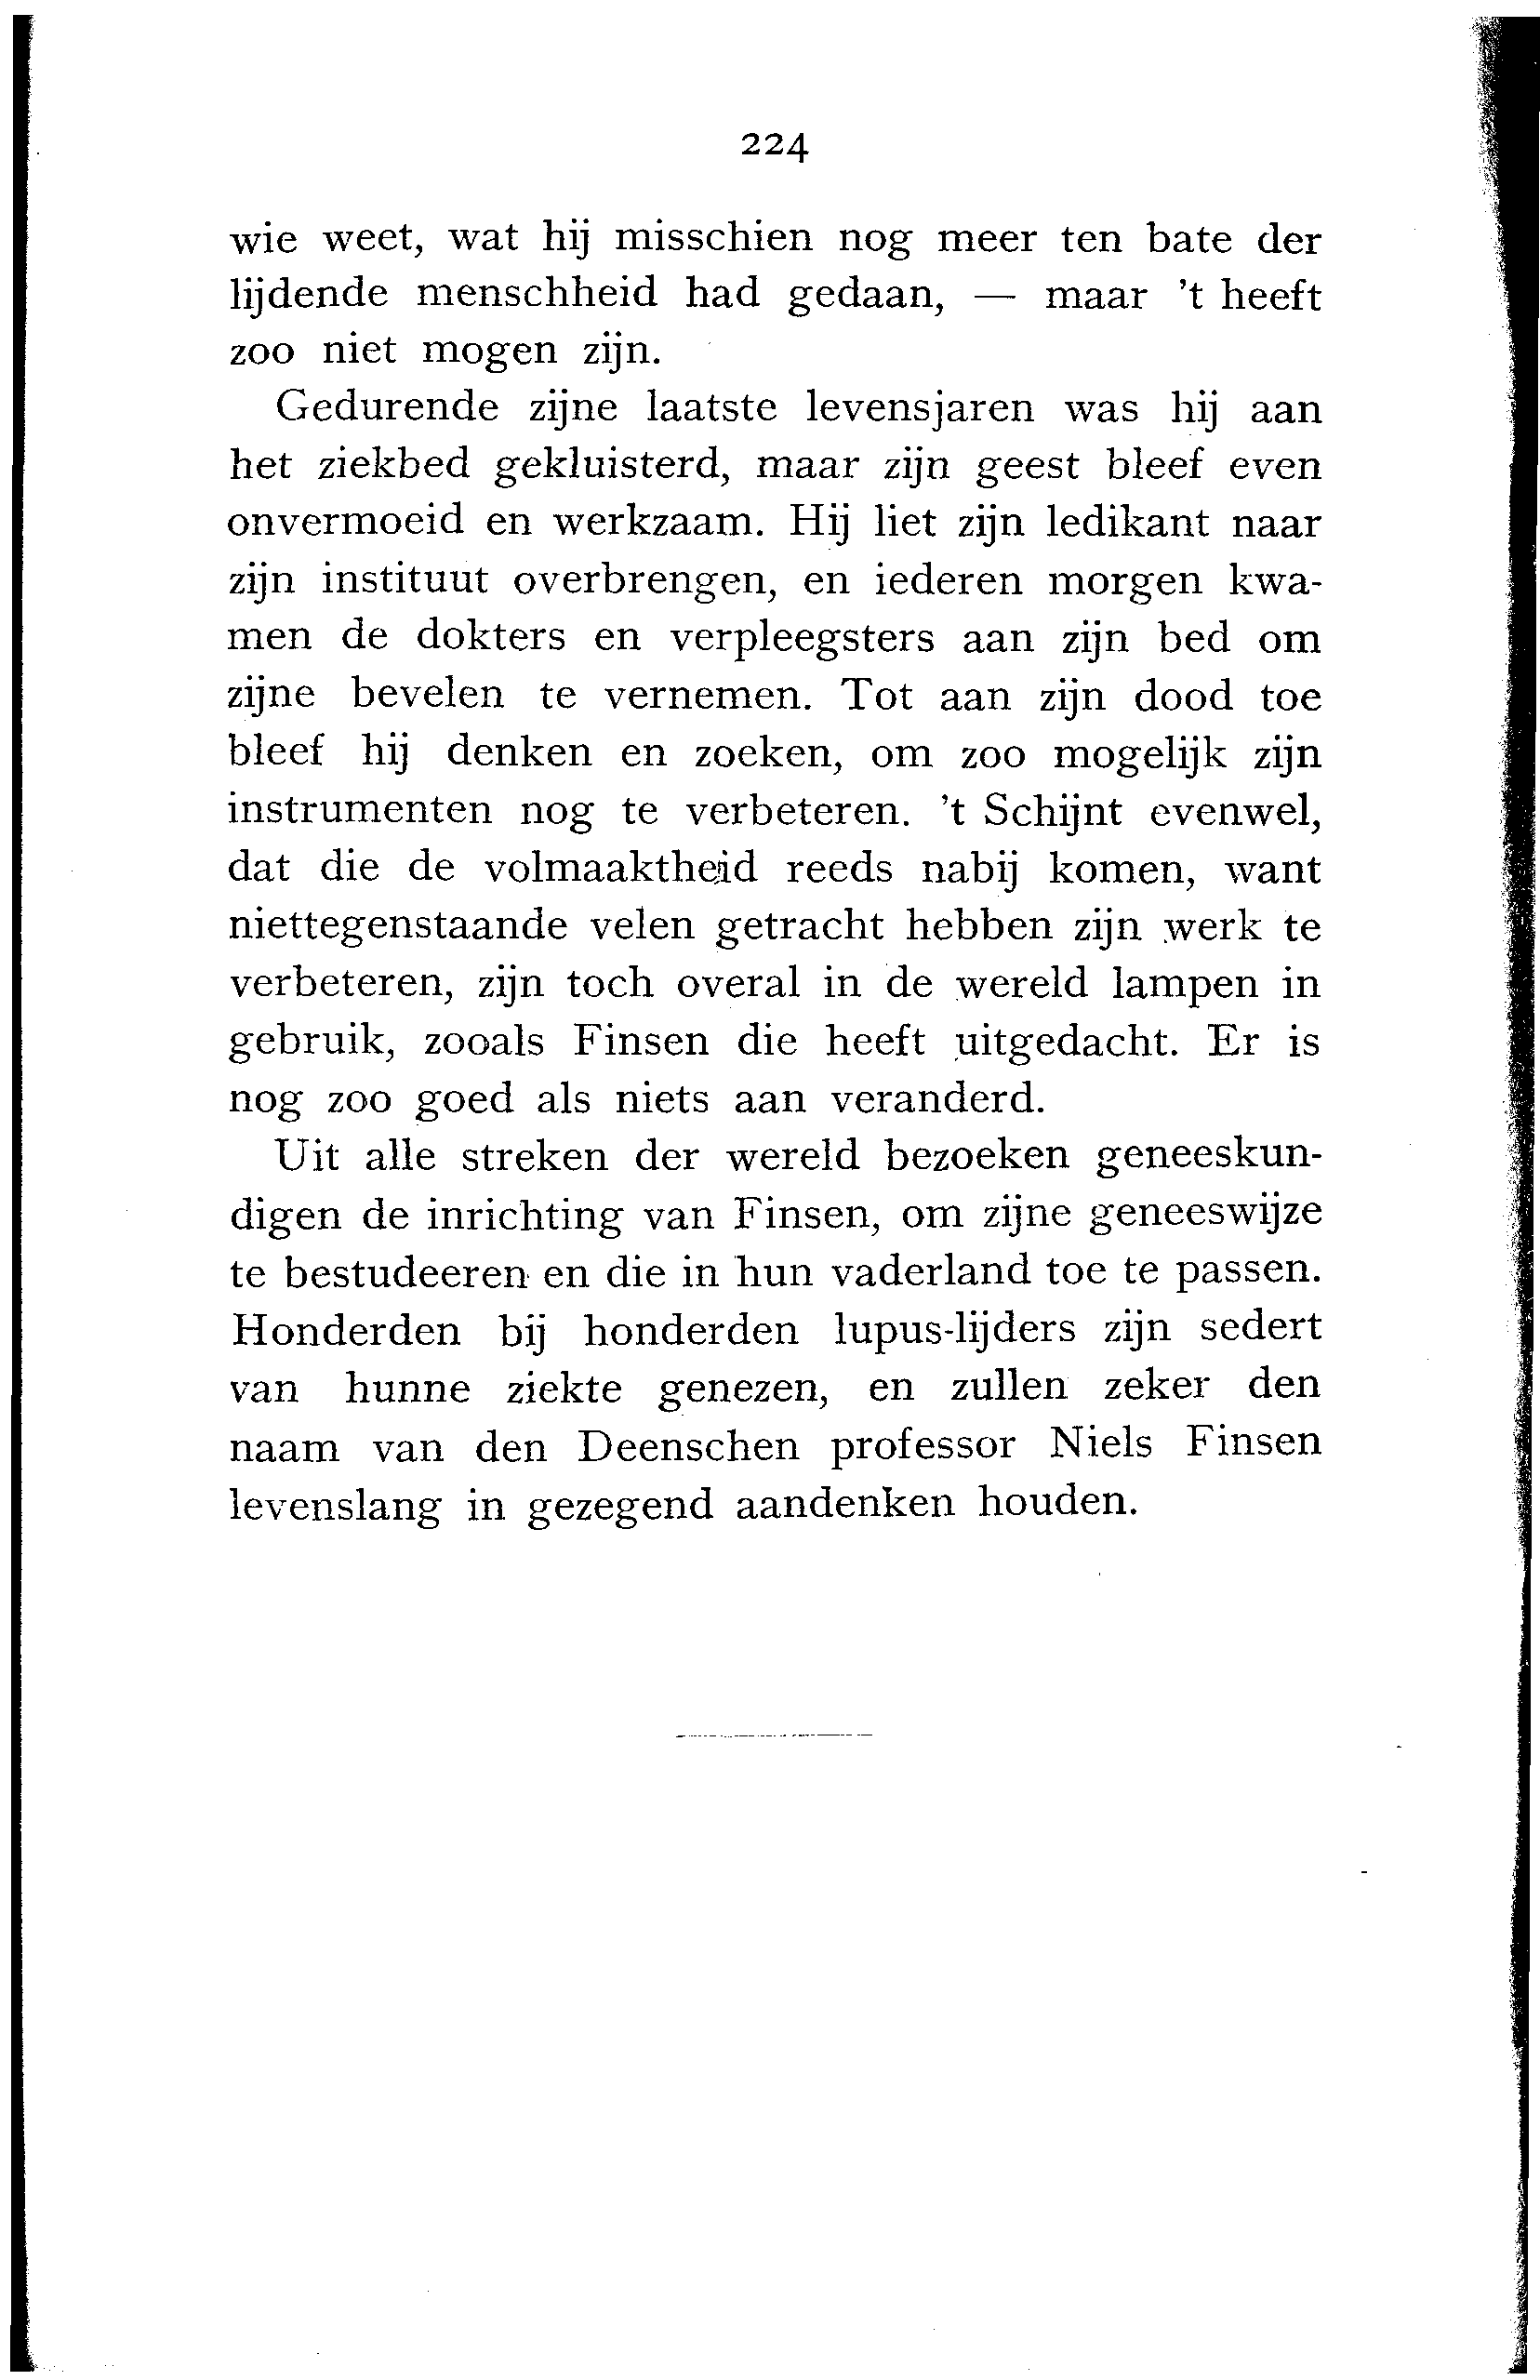 224
wie weet, wat hij misschien nog meer ten bate der
lijdende menschheid had gedaan, — maar 't heeft
zoo niet mogen zijn.
Gedurende zijne laatste levensjaren was hij aan
het ziekbed gekluisterd, maar zijn geest bleef even
onvermoeid en werkzaam. Hij liet zijn ledikant naar
zijn instituut overbrengen, en iederen morgen kwa-
men de dokters en verpleegsters aan zijn bed om
zijne bevelen te vernemen. Tot aan zijn dood toe
bleef hij denken en zoeken, om zoo mogelijk zijn
instrumenten nog te verbeteren. 't Schijnt evenwel,
dat die de volmaaktheid reeds nabij komen, want
niettegenstaande velen getracht hebben zijn werk te
verbeteren, zijn toch overal in de wereld lampen in
gebruik, zooals Finsen die heeft uitgedacht. Er is
nog zoo goed als niets aan veranderd.
Uit alle streken der wereld bezoeken geneeskun-
digen de inrichting van Finsen, om zijne geneeswijze
te bestudeeren en die in hun vaderland toe te passen.
Honderden bij honderden lupus-lijders zijn sedert
van hunne ziekte genezen, en zullen zeker den
naam van den Deenschen professor Niels Finsen
levenslang in gezegend aandenken houden.